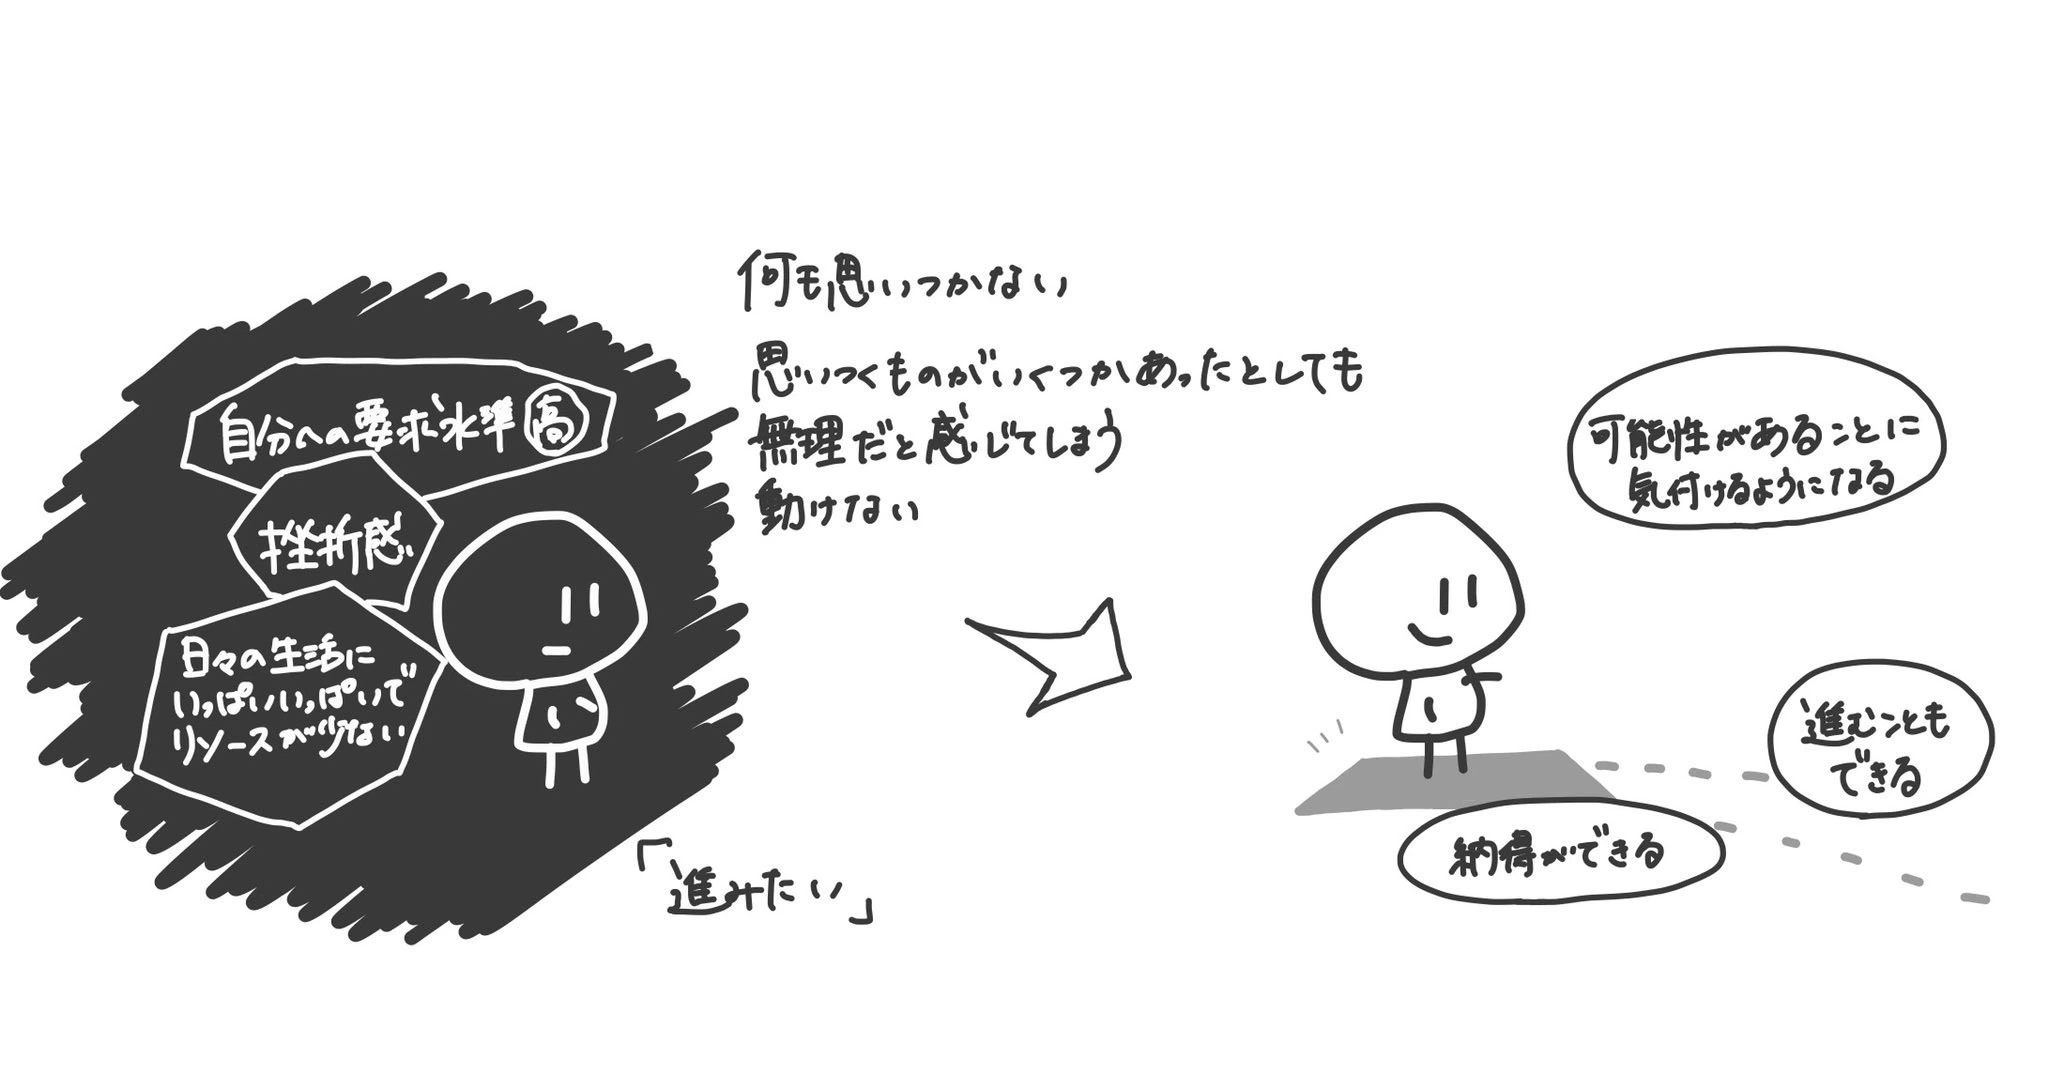 自分への要求水準高
挫折感
日々の生活に
いっぱいいっぱいで
リソースが少ない
何も思いつかない
思いつくものがいくつかあったとしても
無理だと感じてしまう
動けない
「進みたい」
可能性があることに
気付けるようになる
進むことも
できる
納得ができる